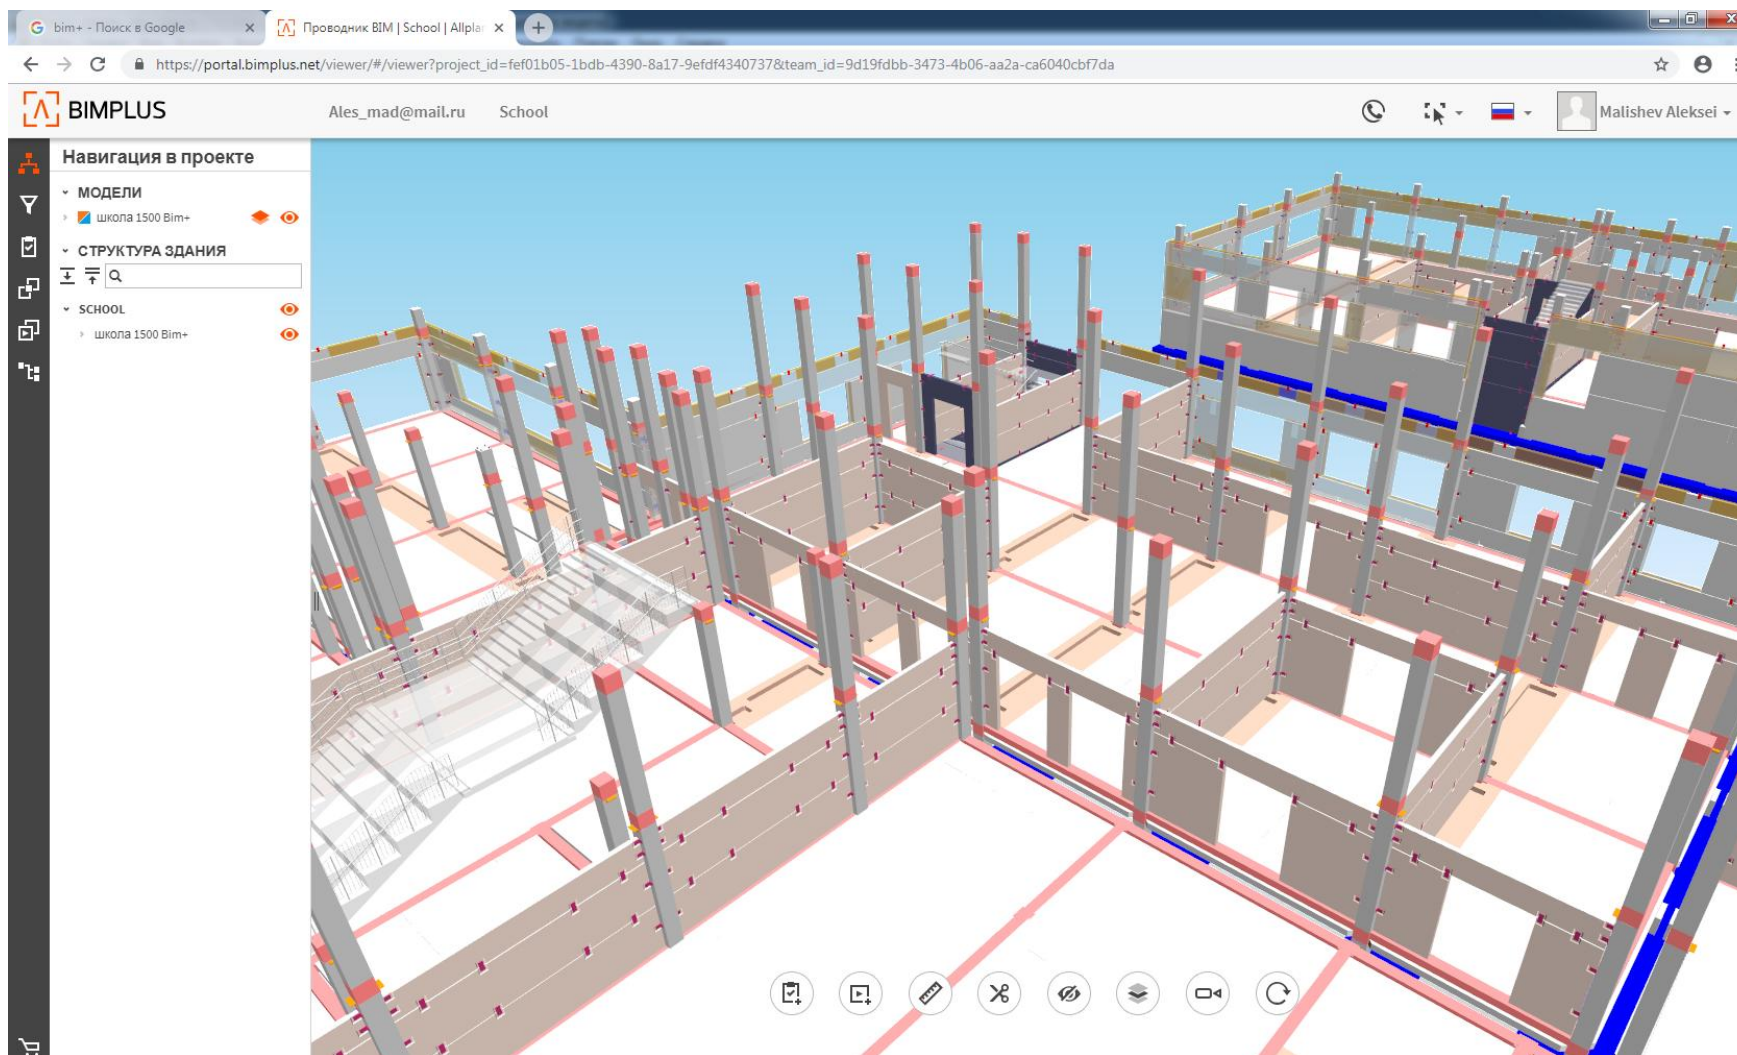 bim+ - Поиск в Google
Проводник BIM | School | Allplan
https://portal.bimplus.net/viewer/#/viewer?project_id=fef01b05-1bdb-4390-8a17-9efdf4340737&team_id=9d19fdbb-3473-4b06-aa2a-ca6040cbf7da
BIMPLUS
Ales_mad@mail.ru
School
Malishev Aleksei
Навигация в проекте
МОДЕЛИ
школа 1500 Bim+
СТРУКТУРА ЗДАНИЯ
SCHOOL
школа 1500 Bim+